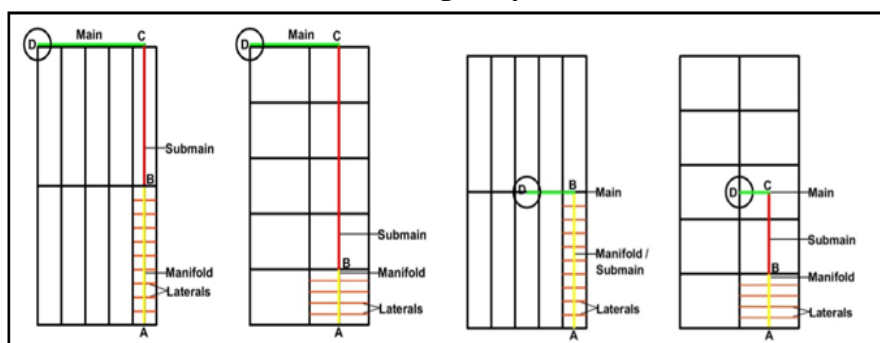 D Main C
Submain
B
Manifold
Laterals
A
D Main C
Submain
B
Manifold
Laterals
A
D B Main
Manifold /
Submain
Laterals
A
D C Main
Submain
B
Manifold
Laterals
A